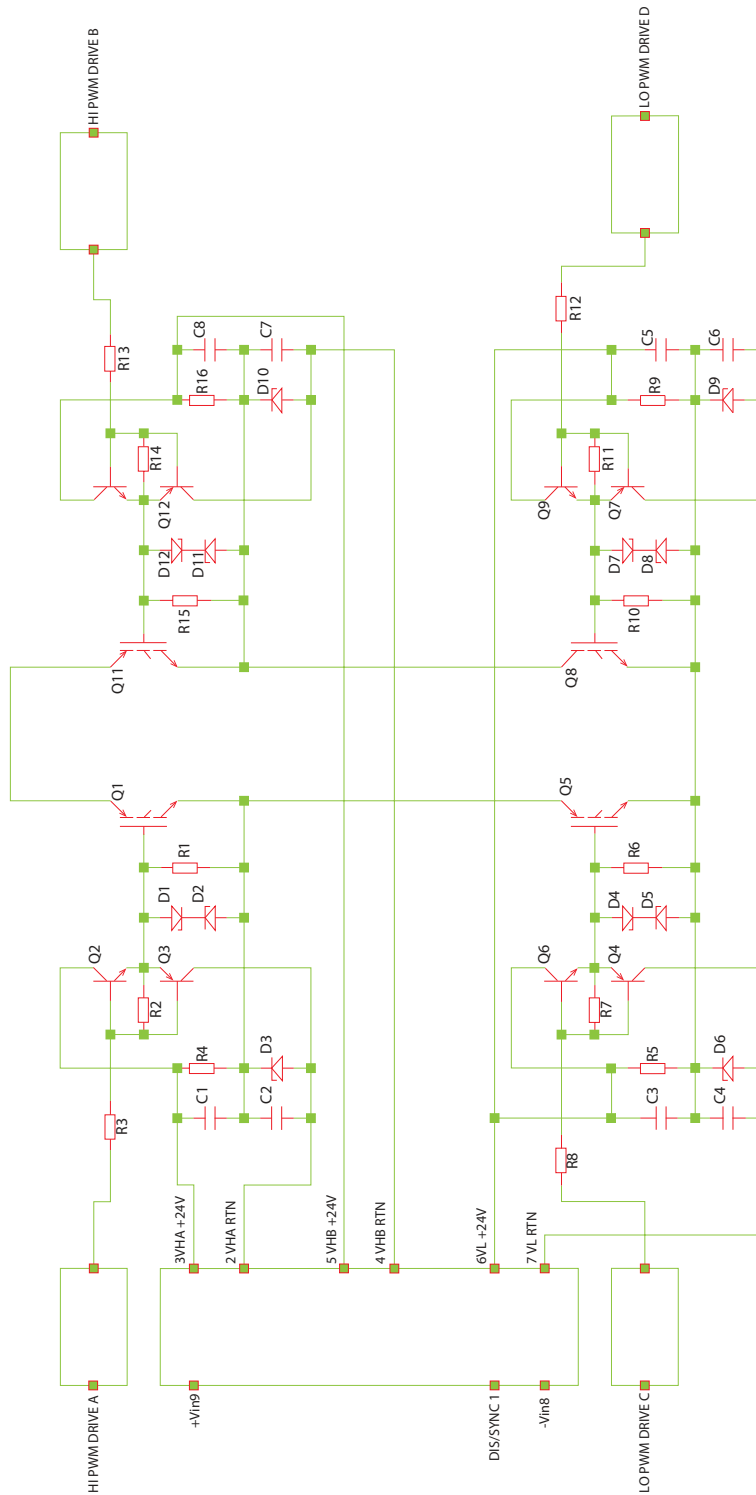 HI PWM DRIVE B
LO PWM DRIVE D
R13
R12
C8
C7
C5
C6
R16
D10
R9
D9
R14
R11
Q12
Q9
Q7
D12
D11
D7
D8
R15
R10
Q11
Q8
Q1
Q5
R1
R6
D1
D2
D4
D5
Q2
Q3
Q6
Q4
R2
R7
R4
D3
R5
D6
C1
C2
C3
C4
R3
R8
3VHA +24V
2 VHA RTN
5 VHB +24V
4 VHB RTN
6VL +24V
7 VL RTN
+Vin9
DIS/SYNC 1
-Vin8
HI PWM DRIVE A
LO PWM DRIVE C